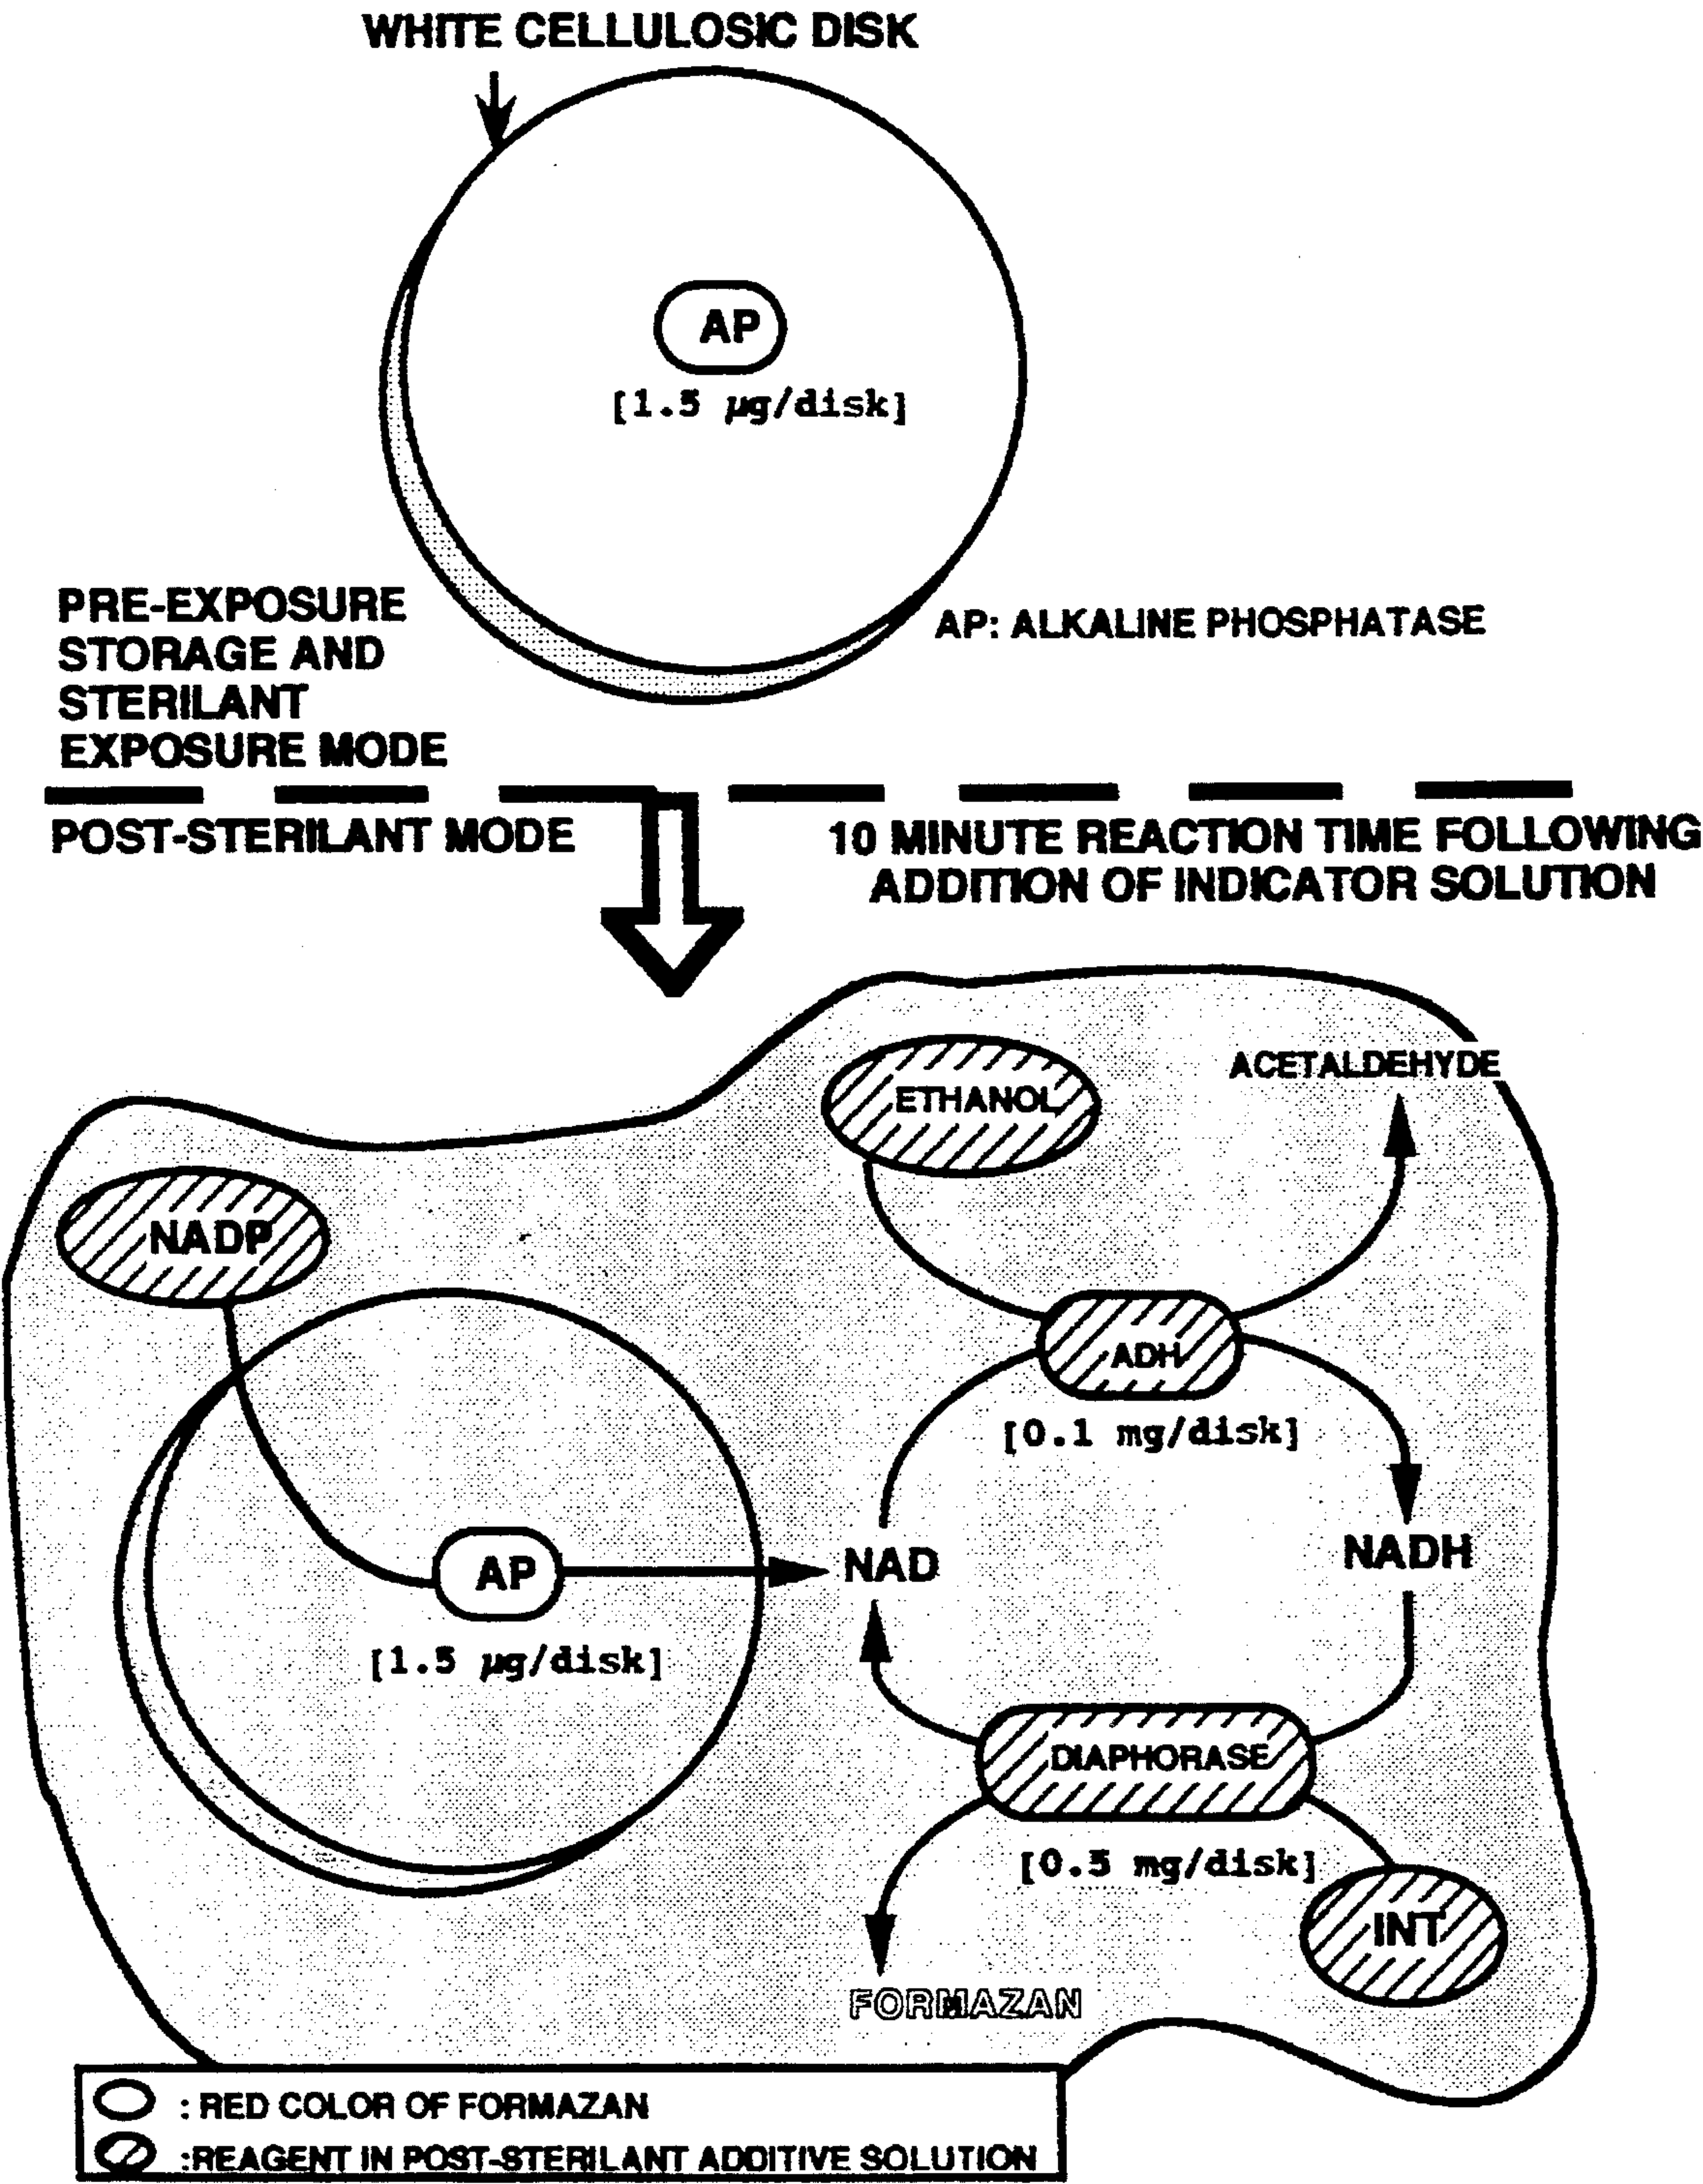 WHITE CELLULOSIC DISK
AP
[1.5 µg/disk]
PRE-EXPOSURE
STORAGE AND
STERILANT
EXPOSURE MODE
AP: ALKALINE PHOSPHATASE
POST-STERILANT MODE
10 MINUTE REACTION TIME FOLLOWING
ADDITION OF INDICATOR SOLUTION
ETHANOL
ACETALDEHYDE
NADP
ADH
[0.1 mg/disk]
AP
[1.5 µg/disk]
NAD
NADH
DIAPHORASE
[0.5 mg/disk]
INT
FORMAZAN
: RED COLOR OF FORMAZAN
:REAGENT IN POST-STERILANT ADDITIVE SOLUTION